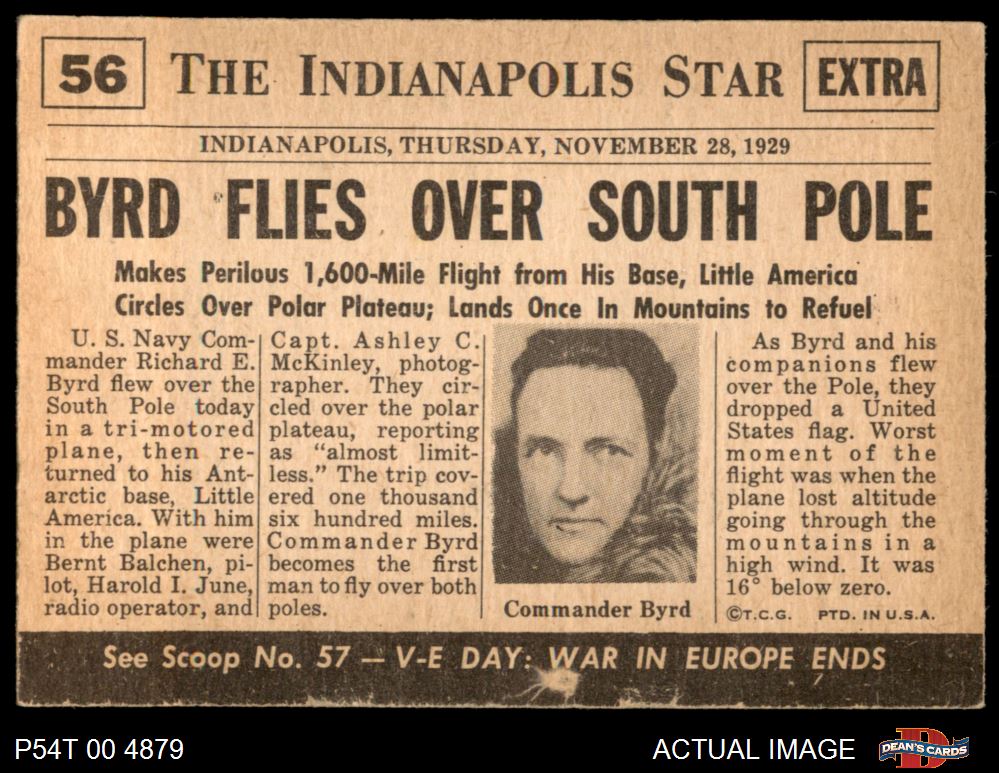 56
THE INDIANAPOLIS STAR
EXTRA
INDIANAPOLIS, THURSDAY, NOVEMBER 28, 1929
BYRD FLIES OVER SOUTH POLE
Makes Perilous 1,600-Mile Flight from His Base, Little America
Circles Over Polar Plateau; Lands Once In Mountains to Refuel
U. S. Navy Com-
mander Richard E.
Byrd flew over the
South Pole today
in a tri-motored
plane, then re-
turned to his Ant-
arctic base, Little
America. With him
in the plane were
Bernt Balchen, pi-
lot, Harold I. June,
radio operator, and
Capt. Ashley C.
McKinley, photog-
rapher. They cir-
cled over the polar
plateau, reporting
as "almost limit-
less." The trip cov-
ered one thousand
six hundred miles.
Commander Byrd
becomes the first
man to fly over both
poles.
Commander Byrd
As Byrd and his
companions flew
over the Pole, they
dropped a United
States flag. Worst
moment of the
flight was when the
plane lost altitude
going through the
mountains in a
high wind. It was
16° below zero.
©T.C.G. PTD. IN U.S.A.
See Scoop No. 57 — V-E DAY: WAR IN EUROPE ENDS
P54T 00 4879
ACTUAL IMAGE
DEAN'S CARDS